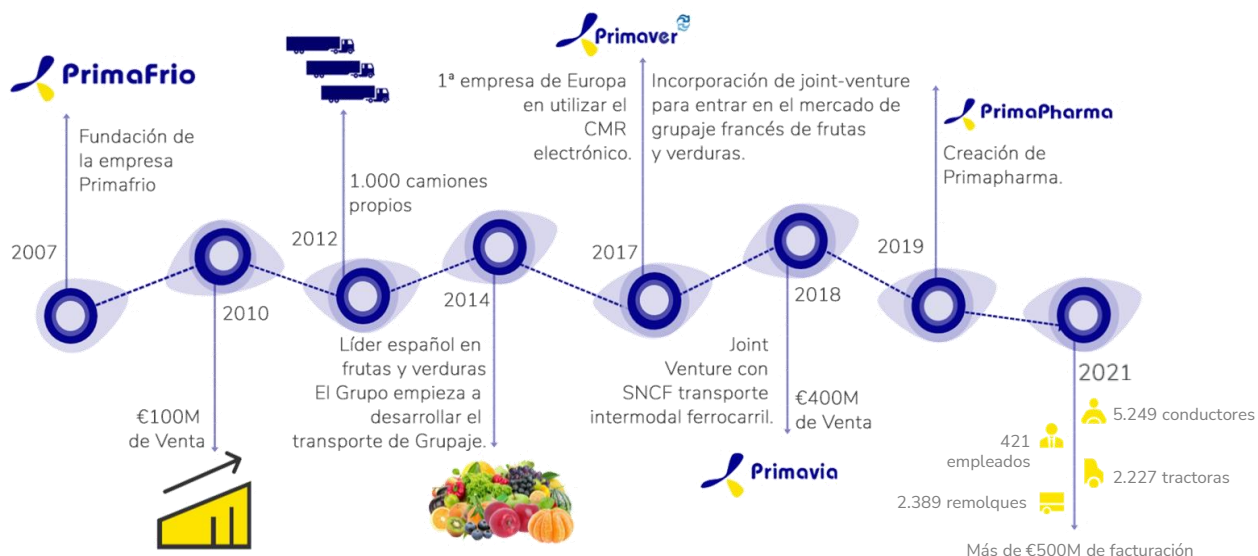 PrimaFrio
Fundación de
la empresa
Primafrio
2007
2010
€100M
de Venta
1.000 camiones
propios
2012
2014
Líder español en
frutas y verduras
El Grupo empieza a
desarrollar el
transporte de Grupaje.
Primaver
1ª empresa de Europa
en utilizar el
CMR
electrónico.
Incorporación de joint-venture
para entrar en el mercado de
grupaje francés de frutas
y verduras.
2017
2018
Joint
Venture con
SNCF transporte
intermodal ferrocarril.
€400M
de Venta
Primavia
PrimaPharma
Creación de
Primapharma.
2019
2021
5.249 conductores
421
empleados
2.227 tractoras
2.389 remolques
Más de €500M de facturación